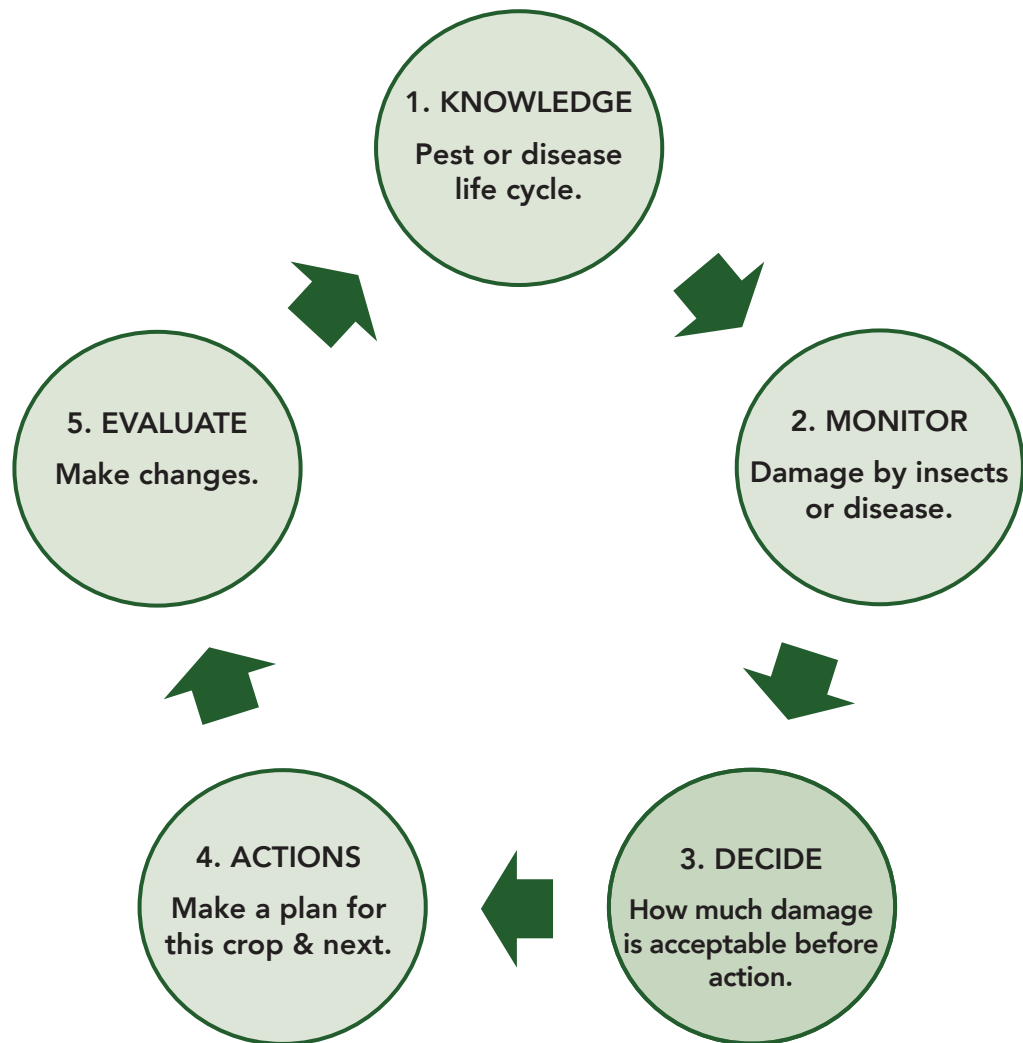 1. KNOWLEDGE
Pest or disease
life cycle.
2. MONITOR
Damage by insects
or disease.
3. DECIDE
How much damage
is acceptable before
action.
4. ACTIONS
Make a plan for
this crop & next.
5. EVALUATE
Make changes.